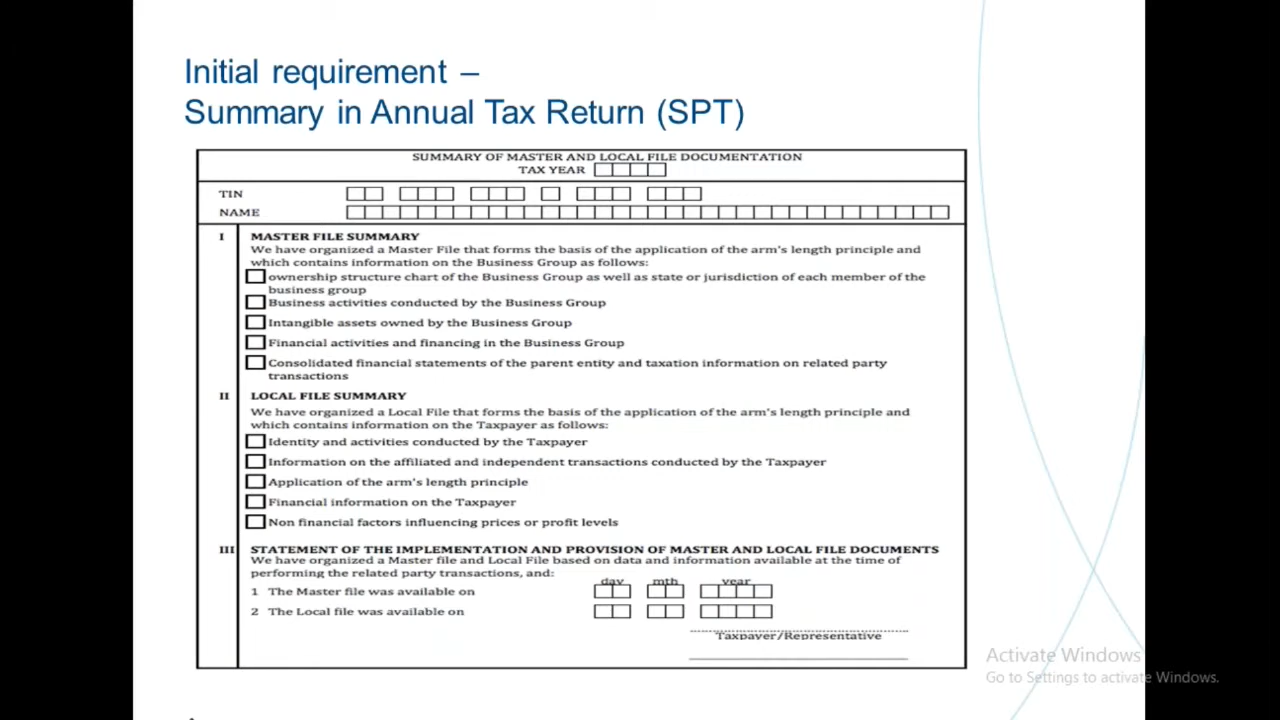 Initial requirement –
Summary in Annual Tax Return (SPT)
SUMMARY OF MASTER AND LOCAL FILE DOCUMENTATION
TAX YEAR
TIN
NAME
I MASTER FILE SUMMARY
We have organized a Master File that forms the basis of the application of the arm's length principle and
which contains information on the Business Group as follows:
ownership structure chart of the Business Group as well as state or jurisdiction of each member of the
business group
Business activities conducted by the Business Group
Intangible assets owned by the Business Group
Financial activities and financing in the Business Group
Consolidated financial statements of the parent entity and taxation information on related party
transactions
II LOCAL FILE SUMMARY
We have organized a Local File that forms the basis of the application of the arm's length principle and
which contains information on the Taxpayer as follows:
Identity and activities conducted by the Taxpayer
Information on the affiliated and independent transactions conducted by the Taxpayer
Application of the arm's length principle
Financial information on the Taxpayer
Non financial factors influencing prices or profit levels
III STATEMENT OF THE IMPLEMENTATION AND PROVISION OF MASTER AND LOCAL FILE DOCUMENTS
We have organized a Master file and Local File based on data and information available at the time of
performing the related party transactions, and:
day mth year
1 The Master file was available on
2 The Local file was available on
Taxpayer/Representative
Activate Windows
Go to Settings to activate Windows.